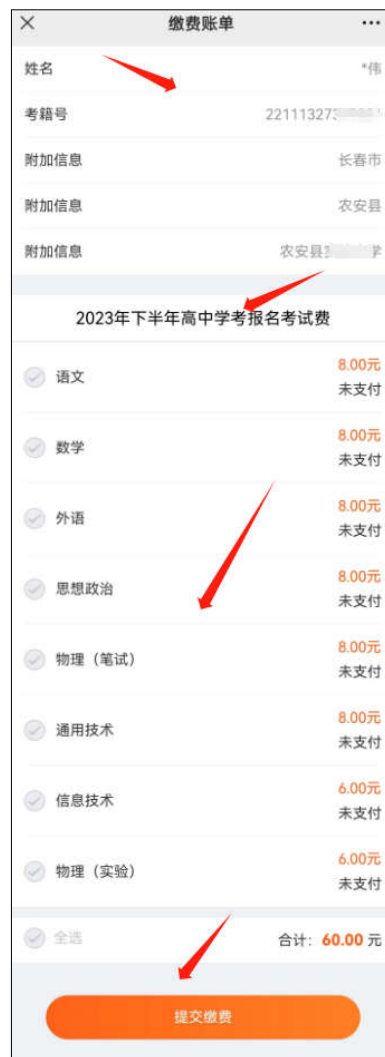 缴费账单
姓名 *伟
考籍号 221113273
附加信息 长春市
附加信息 农安县
附加信息 农安县 学
2023年下半年高中学考报名考试费
语文 8.00元
未支付
数学 8.00元
未支付
外语 8.00元
未支付
思想政治 8.00元
未支付
物理（笔试） 8.00元
未支付
通用技术 8.00元
未支付
信息技术 6.00元
未支付
物理（实验） 6.00元
未支付
全选 合计：60.00 元
提交缴费